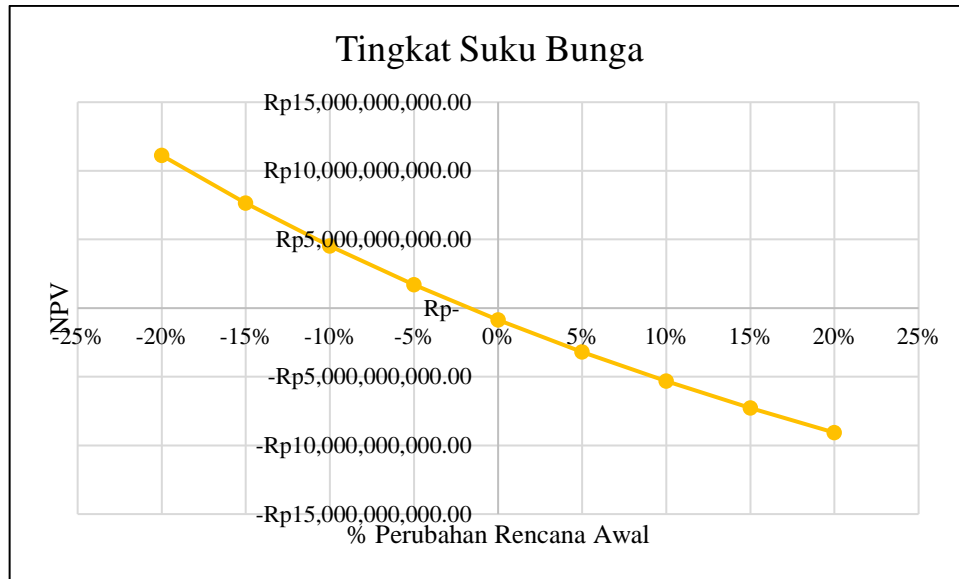 Tingkat Suku Bunga
Rp15,000,000,000.00
Rp10,000,000,000.00
Rp5,000,000,000.00
Rp-
-Rp5,000,000,000.00
-Rp10,000,000,000.00
-Rp15,000,000,000.00
NPV
-25% -20% -15% -10% -5% 0% 5% 10% 15% 20% 25%
% Perubahan Rencana Awal